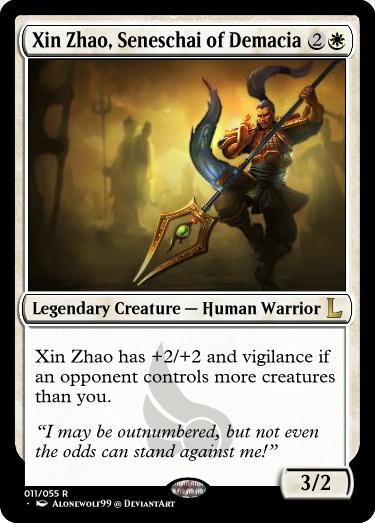 Xin Zhao, Seneschai of Demacia 2
Legendary Creature — Human Warrior L
Xin Zhao has +2/+2 and vigilance if
an opponent controls more creatures
than you.
“I may be outnumbered, but not even
the odds can stand against me!”
3/2
011/055 R
· Alonewolf99 @ DeviantArt